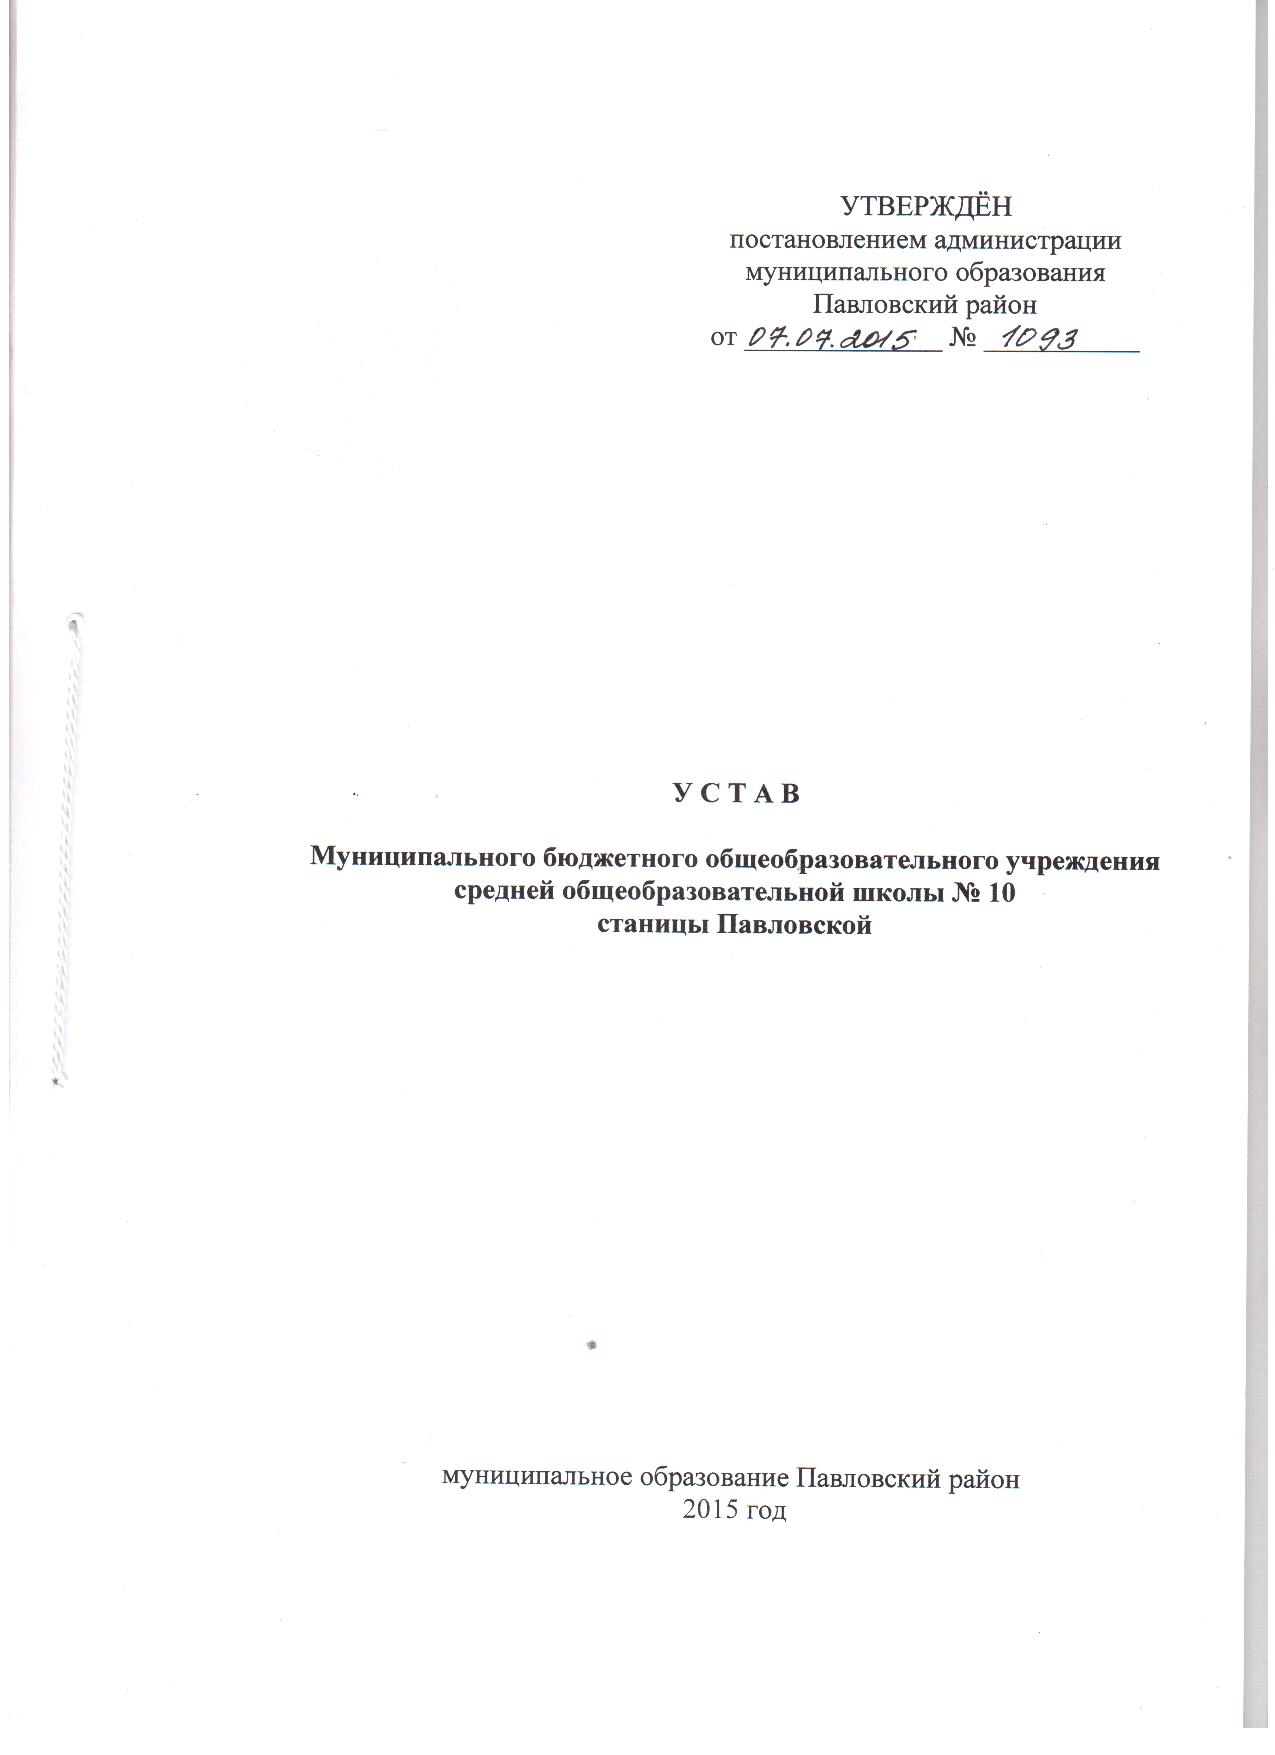 УТВЕРЖДЁН
постановлением администрации
муниципального образования
Павловский район
от 07.07.2015 № 1093
У С Т А В
Муниципального бюджетного общеобразовательного учреждения
средней общеобразовательной школы № 10
станицы Павловской
муниципальное образование Павловский район
2015 год